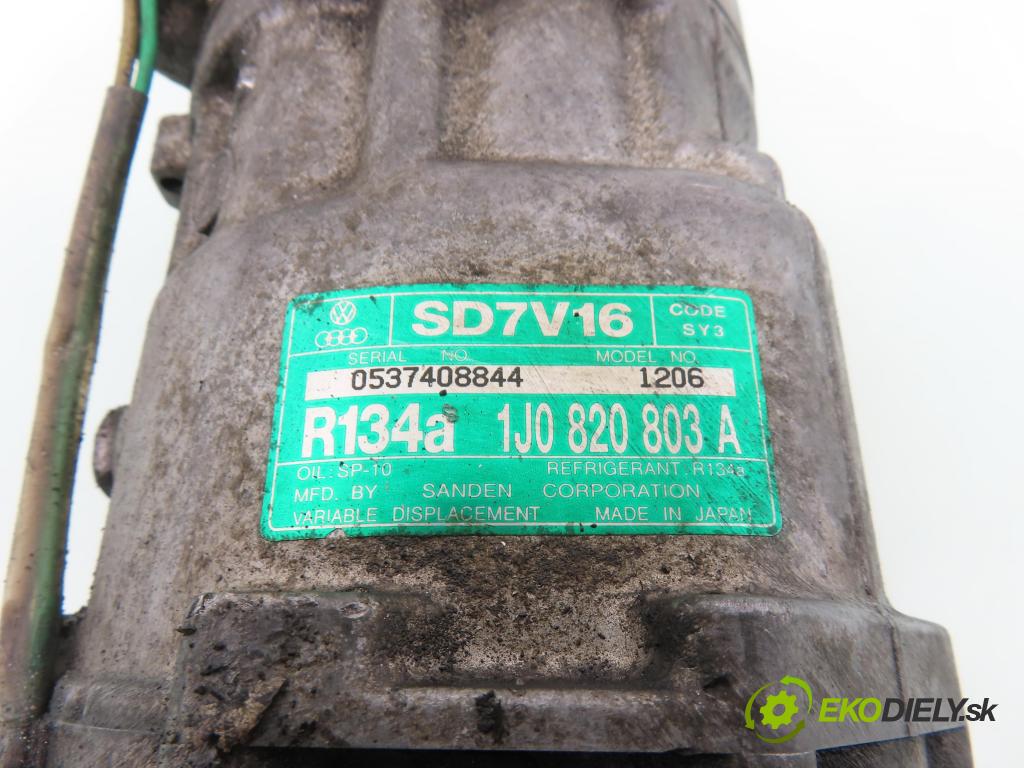 SD7V16
CODE
SY3
SERIAL NO. MODEL NO.
0537408844 1206
R134a 1J0 820 803 A
OIL: SP-10 REFRIGERANT: R134a
MFD. BY SANDEN CORPORATION
VARIABLE DISPLACEMENT MADE IN JAPAN
EKODIELY.sk